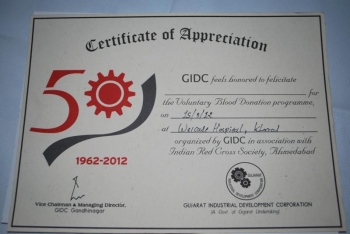 Certificate of Appreciation
50
1962-2012
GIDC feels honored to felicitate
for
the Voluntary Blood Donation programme,
on
at Hospital,
organized by GIDC in association with
Indian Red Cross Society, Ahmedabad
Vice Chairman & Managing Director,
GIDC Gandhinagar
GUJARAT INDUSTRIAL DEVELOPMENT CORPORATION
(A Govt. of Gujarat Undertaking)